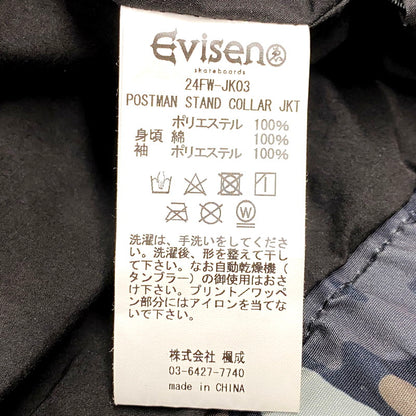 Evisen
skateboards
24FW-JK03
POSTMAN STAND COLLAR JKT
ポリエステル 100%
身頃 綿 100%
袖 ポリエステル 100%
洗濯は、手洗いをしてくださ
い。洗濯後、形を整えて干し
て下さい。なお自動乾燥機（
タンブラー）の御使用はおさ
け下さい。プリント/ワッペ
ン部分にはアイロンを当てな
いで下さい。
株式会社 楓成
03-6427-7740
made in CHINA